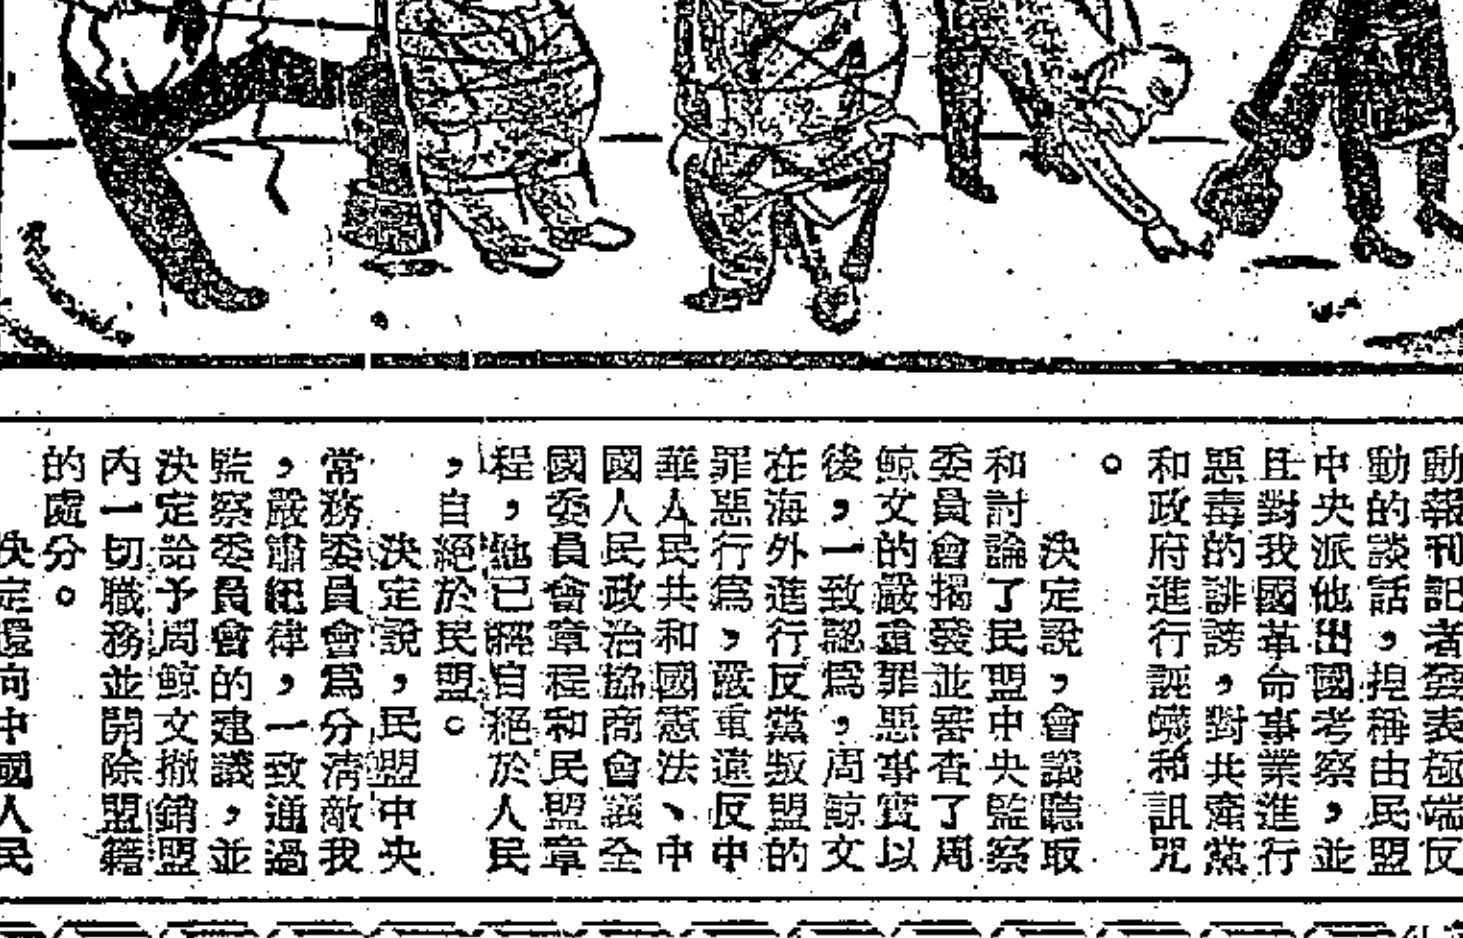 動報刊記者發表極端反
動的談話，揑稱由民盟
中央派他出國考察，並
且對我國革命事業進行
惡毒的誹謗，對共產黨
和政府進行誣衊和詛咒
。
決定說，會議聽取
和討論了民盟中央監察
委員會揭發並審查了周
鯨文的嚴重罪惡事實以
後，一致認爲，周鯨文
在海外進行反黨叛盟的
罪惡行爲，嚴重違反中
華人民共和國憲法、中
國人民政治協商會議全
國委員會章程和民盟章
程，他已經自絕於人民
，自絕於民盟。
決定說，民盟中央
常務委員會爲分淸敵我
，嚴肅紀律，一致通過
監察委員會的建議，並
決定給予周鯨文撤銷盟
內一切職務並開除盟籍
的處分。
決定還向中國人民